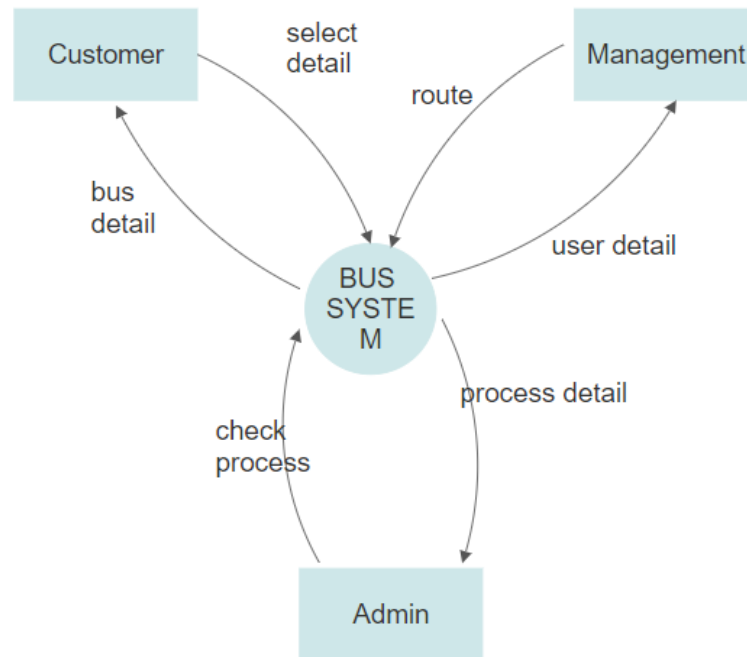 Customer
select
detail
Management
route
bus
detail
user detail
BUS
SYSTE
M
process detail
check
process
Admin